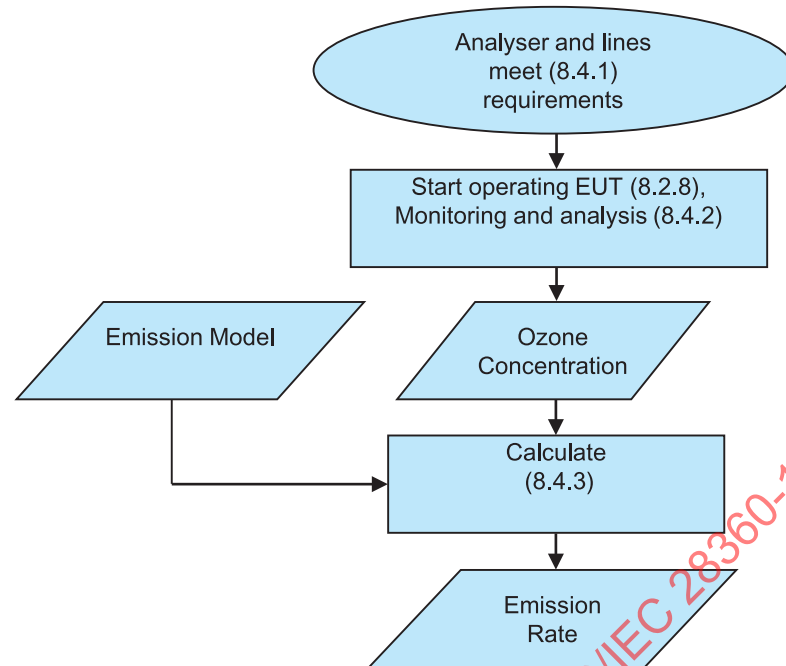 Analyser and lines
meet (8.4.1)
requirements
Start operating EUT (8.2.8),
Monitoring and analysis (8.4.2)
Emission Model
Ozone
Concentration
Calculate
(8.4.3)
Emission
Rate
/IEC 28360-1